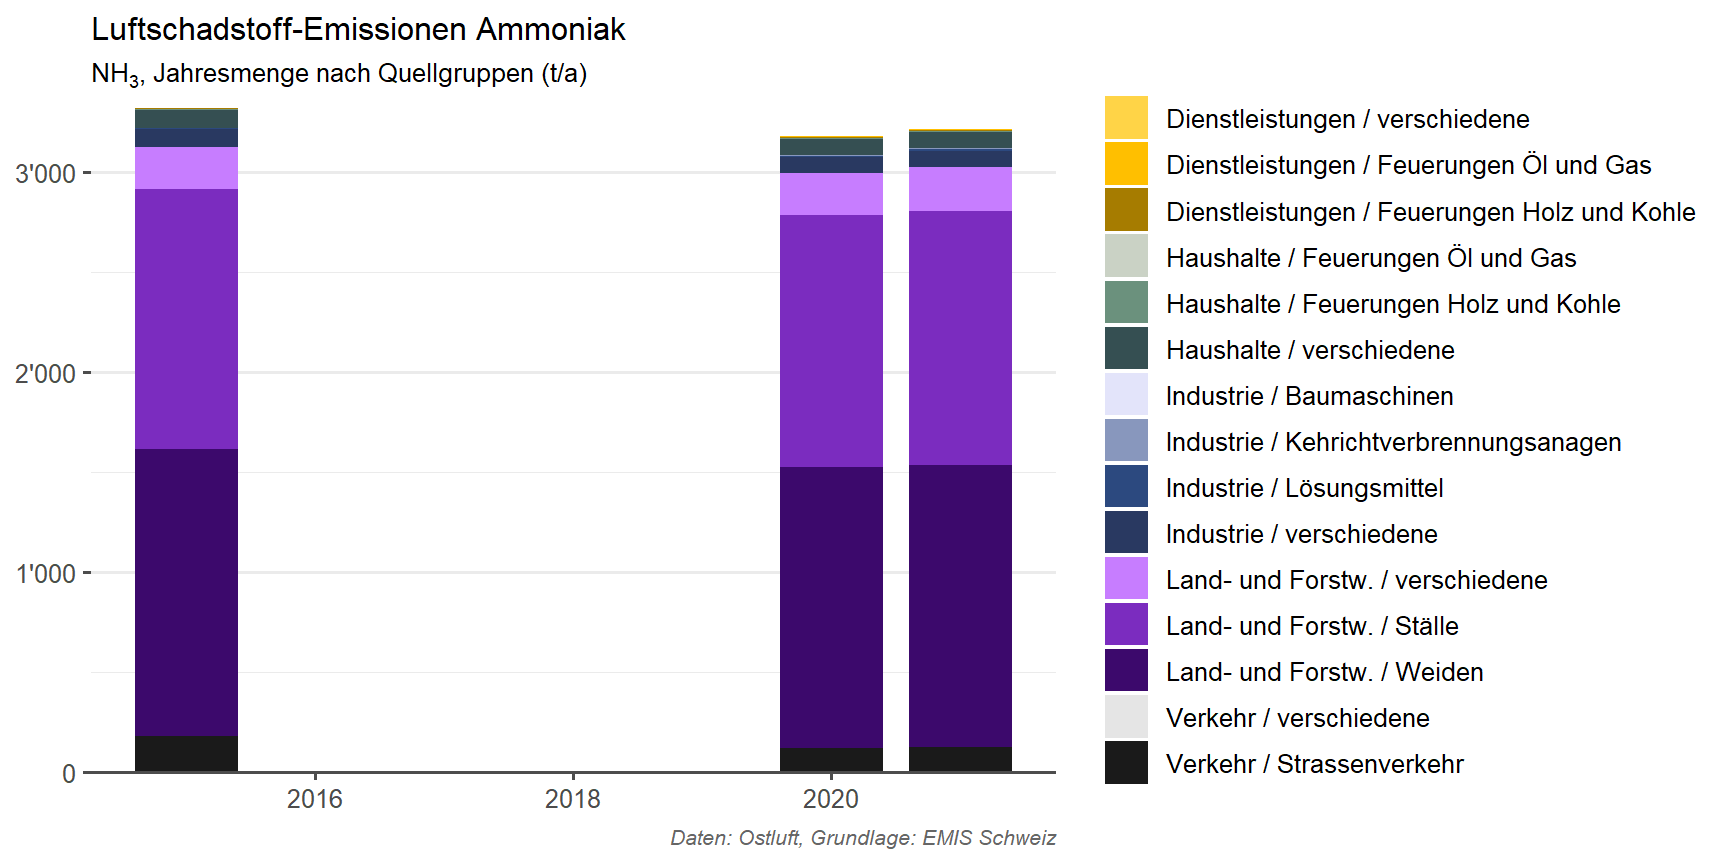 Luftschadstoff-Emissionen Ammoniak
NH₃, Jahresmenge nach Quellgruppen (t/a)
3'000
2'000
1'000
0
2016
2018
2020
Dienstleistungen / verschiedene
Dienstleistungen / Feuerungen Öl und Gas
Dienstleistungen / Feuerungen Holz und Kohle
Haushalte / Feuerungen Öl und Gas
Haushalte / Feuerungen Holz und Kohle
Haushalte / verschiedene
Industrie / Baumaschinen
Industrie / Kehrichtverbrennungsanagen
Industrie / Lösungsmittel
Industrie / verschiedene
Land- und Forstw. / verschiedene
Land- und Forstw. / Ställe
Land- und Forstw. / Weiden
Verkehr / verschiedene
Verkehr / Strassenverkehr
Daten: Ostluft, Grundlage: EMIS Schweiz